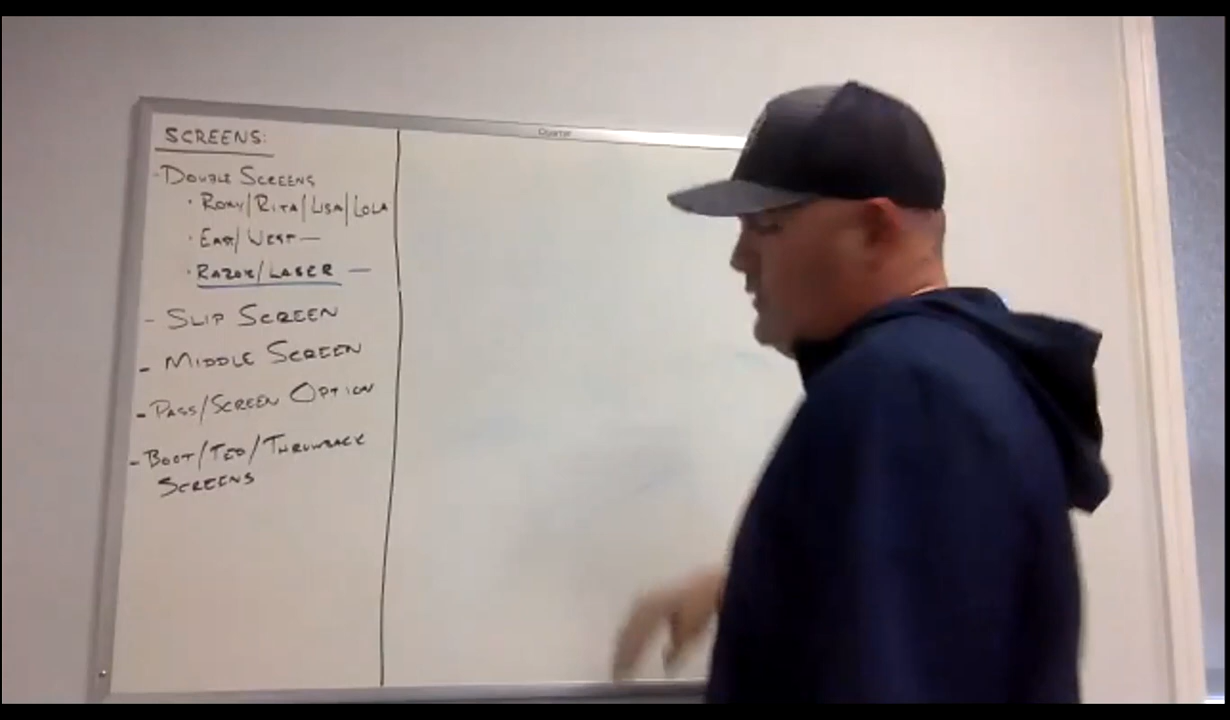 SCREENS:
- DOUBLE SCREENS
· ROXY/RITA/LISA/LOLA
· EAST/WEST —
· RAZOR/LASER —
- SLIP SCREEN
- MIDDLE SCREEN
- PASS/SCREEN OPTION
- BOOT/TED/THROWBACK
SCREENS
Quartet